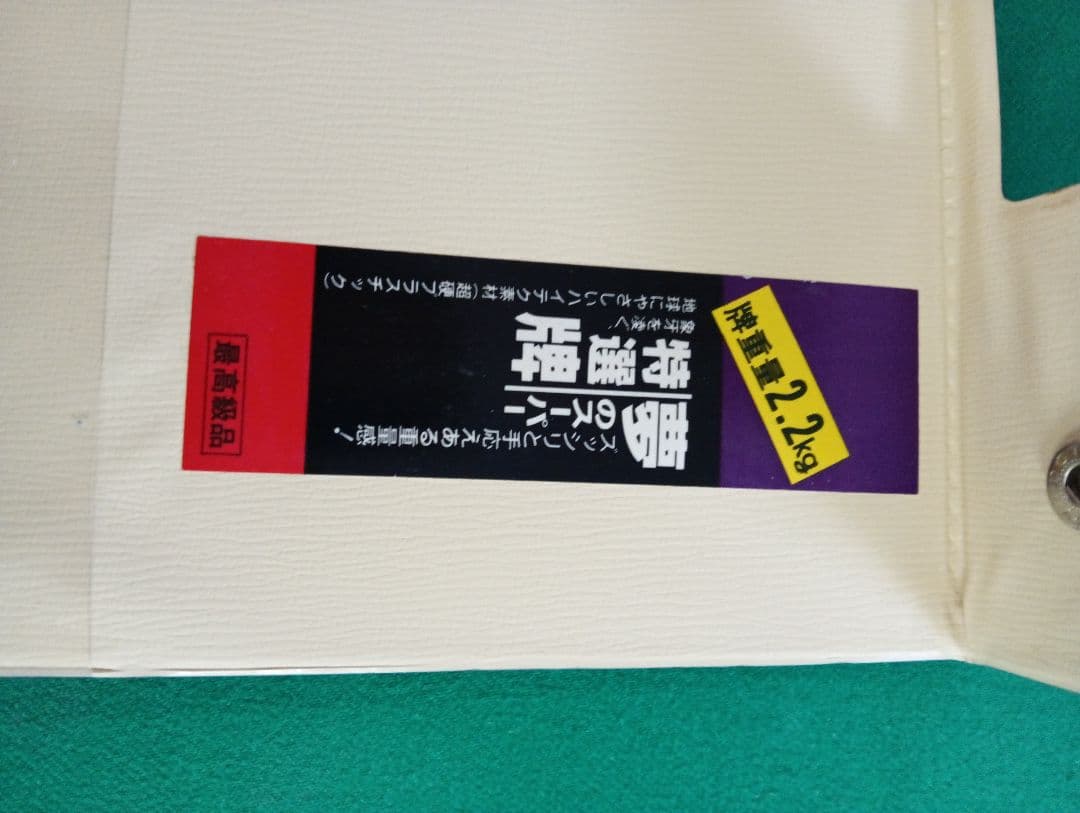 牌重量2.2kg
ズッシリと手応えある重量感!
夢のスーパー
特選牌
象牙を凌ぐ、
地球にやさしいハイテク素材(超硬プラスチック)
最高級品